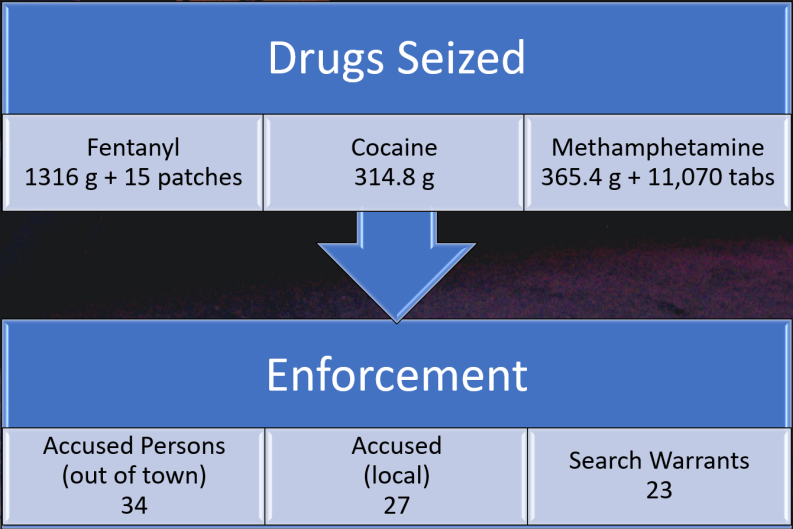 Drugs Seized
Fentanyl
1316 g + 15 patches
Cocaine
314.8 g
Methamphetamine
365.4 g + 11,070 tabs
Enforcement
Accused Persons
(out of town)
34
Accused
(local)
27
Search Warrants
23